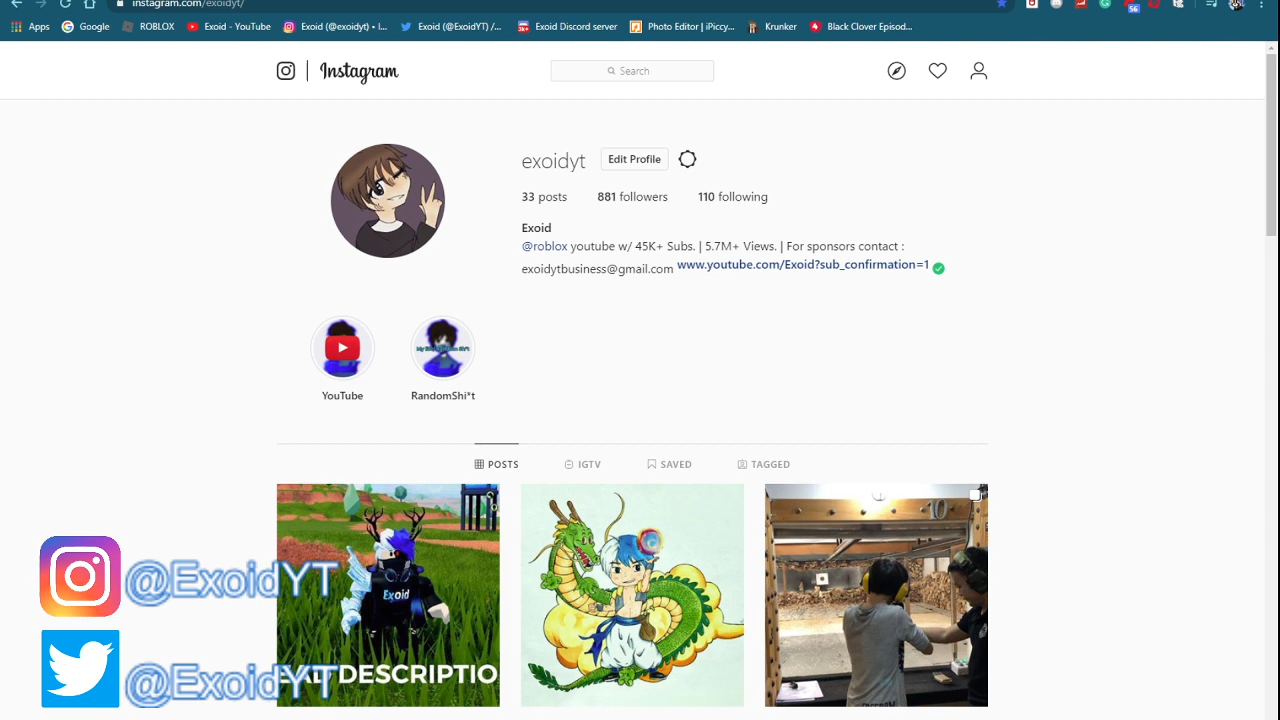 instagram.com/exoidyt/
Apps Google ROBLOX Exoid - YouTube Exoid (@exoidyt) • I... Exoid (@ExoidYT) /... Exoid Discord server Photo Editor | iPiccy... Krunker Black Clover Episod...
Instagram Search
exoidyt Edit Profile
33 posts 881 followers 110 following
Exoid
@roblox youtube w/ 45K+ Subs. | 5.7M+ Views. | For sponsors contact :
exoidytbusiness@gmail.com www.youtube.com/Exoid?sub_confirmation=1
YouTube RandomShi*t
POSTS IGTV SAVED TAGGED
10
Exoid
@ExoidYT
@ExoidYT
EAD DESCRIPTIO